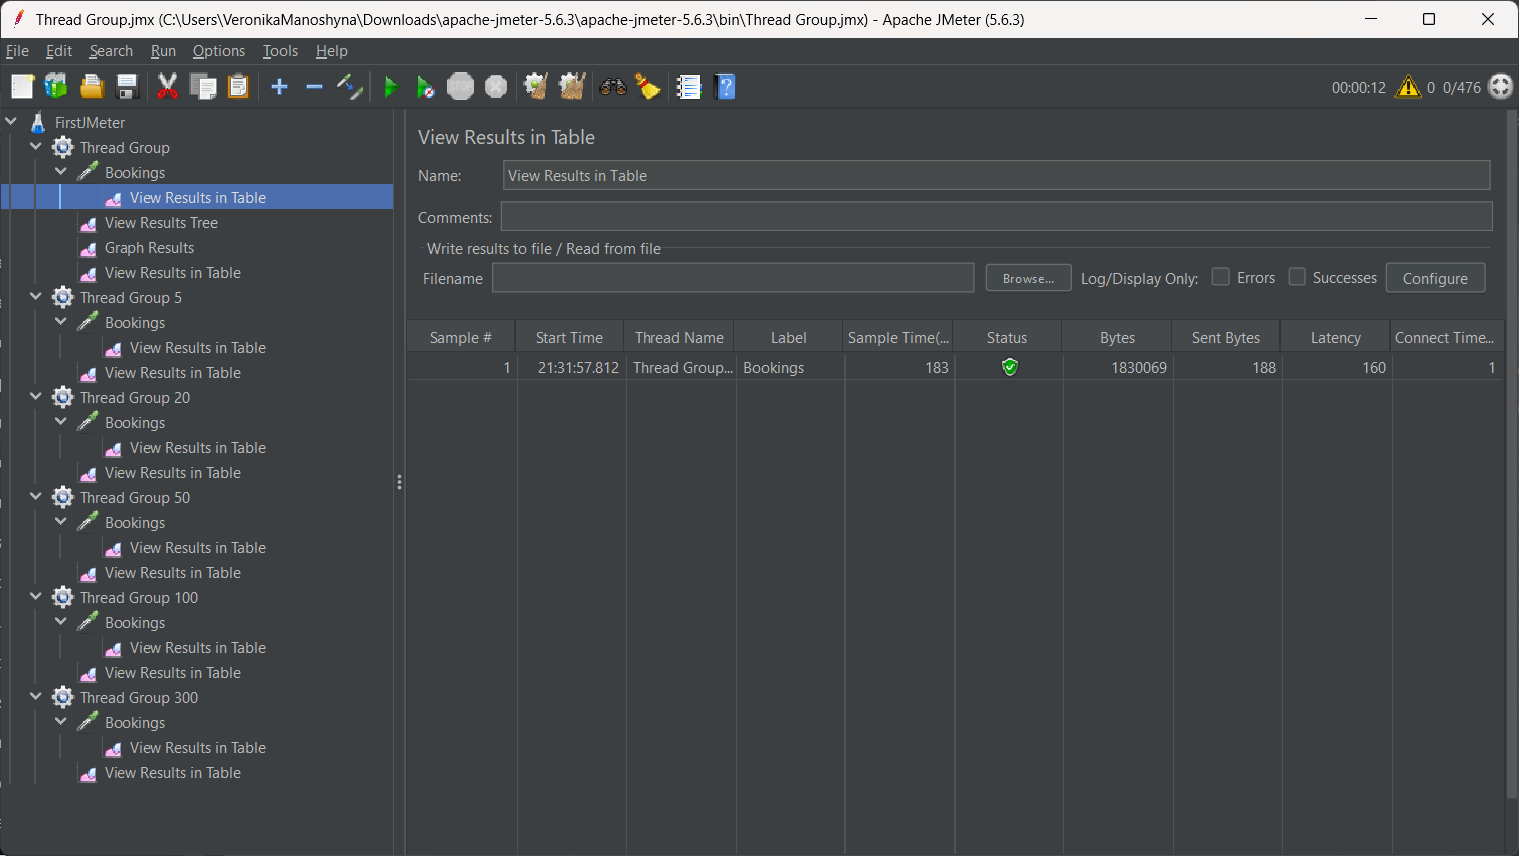 Thread Group.jmx (C:\Users\VeronikaManoshyna\Downloads\apache-jmeter-5.6.3\apache-jmeter-5.6.3\bin\Thread Group.jmx) - Apache JMeter (5.6.3)
File Edit Search Run Options Tools Help
STOP 00:00:12 0 0/476
FirstJMeter
Thread Group
Bookings
View Results in Table
View Results Tree
Graph Results
View Results in Table
Thread Group 5
Bookings
View Results in Table
View Results in Table
Thread Group 20
Bookings
View Results in Table
View Results in Table
Thread Group 50
Bookings
View Results in Table
View Results in Table
Thread Group 100
Bookings
View Results in Table
View Results in Table
Thread Group 300
Bookings
View Results in Table
View Results in Table
View Results in Table
Name: View Results in Table
Comments:
Write results to file / Read from file
Filename Browse... Log/Display Only: Errors Successes Configure
Sample # Start Time Thread Name Label Sample Time(... Status Bytes Sent Bytes Latency Connect Time...
1 21:31:57.812 Thread Group... Bookings 183 1830069 188 160 1